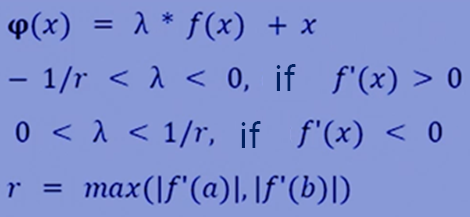 φ(x) = λ * f(x) + x
− 1/r < λ < 0, if f'(x) > 0
0 < λ < 1/r, if f'(x) < 0
r = max(|f'(a)|, |f'(b)|)